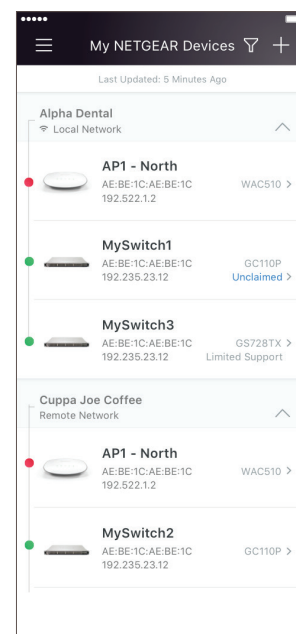 My NETGEAR Devices
Last Updated: 5 Minutes Ago
Alpha Dental
Local Network
AP1 - North
AE:BE:1C:AE:BE:1C
WAC510
192.522.1.2
MySwitch1
AE:BE:1C:AE:BE:1C
GC110P
192.235.23.12
Unclaimed
MySwitch3
AE:BE:1C:AE:BE:1C
GS728TX
192.235.23.12
Limited Support
Cuppa Joe Coffee
Remote Network
AP1 - North
AE:BE:1C:AE:BE:1C
WAC510
192.522.1.2
MySwitch2
AE:BE:1C:AE:BE:1C
GC110P
192.235.23.12